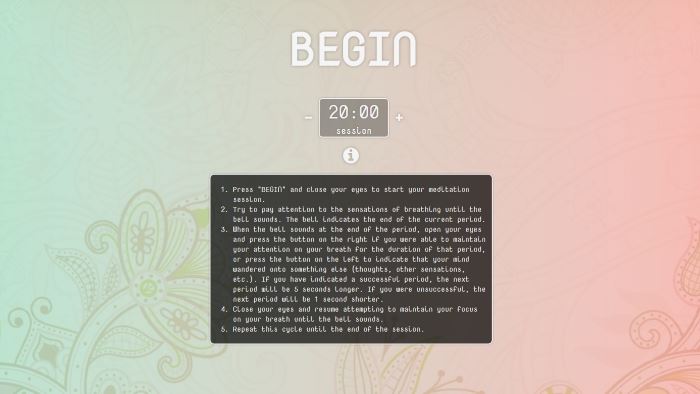 BEGIN
- 20:00 +
session
i
1. Press "BEGIN" and close your eyes to start your meditation
session.
2. Try to pay attention to the sensations of breathing until the
bell sounds. The bell indicates the end of the current period.
3. When the bell sounds at the end of the period, open your eyes
and press the button on the right if you were able to maintain
your attention on your breath for the duration of that period,
or press the button on the left to indicate that your mind
wandered onto something else (thoughts, other sensations,
etc.). If you have indicated a successful period, the next
period will be 5 seconds longer. If you were unsuccessful, the
next period will be 1 second shorter.
4. Close your eyes and resume attempting to maintain your focus
on your breath until the bell sounds.
5. Repeat this cycle until the end of the session.